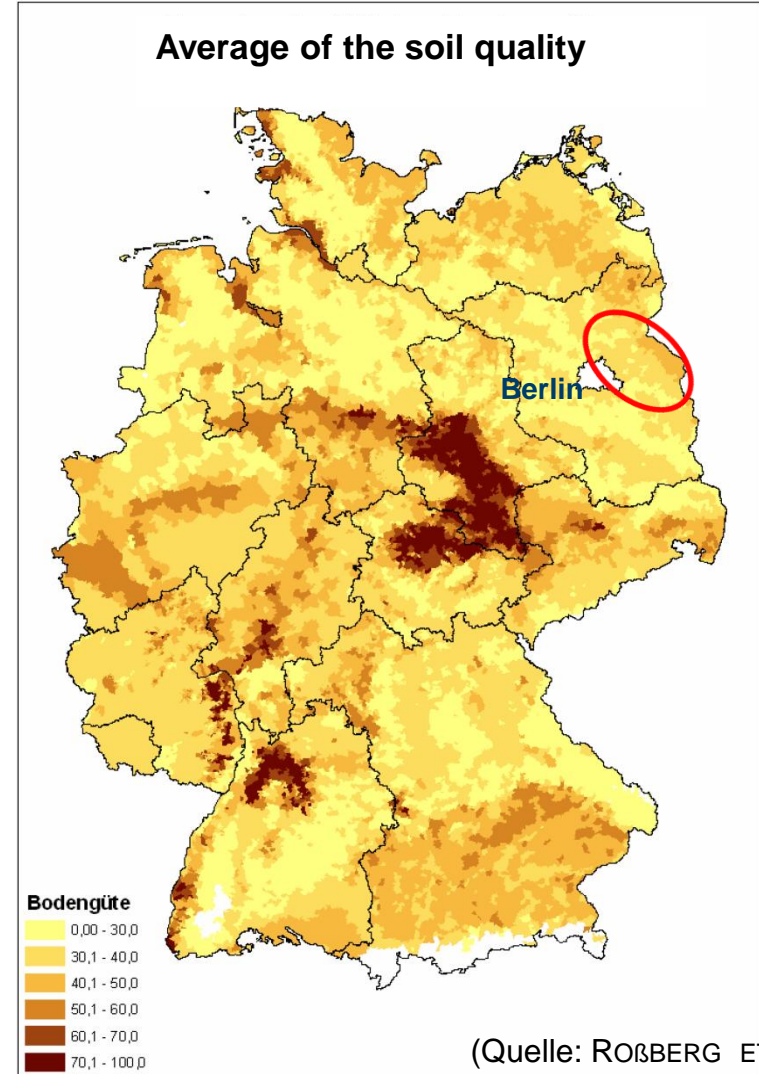 Average of the soil quality
Berlin
Bodengüte
0,00 - 30,0
30,1 - 40,0
40,1 - 50,0
50,1 - 60,0
60,1 - 70,0
70,1 - 100,0
(Quelle: ROßBERG ET